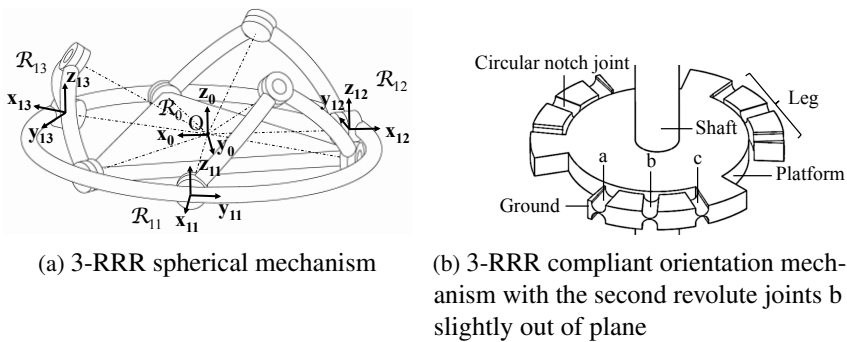 R13
z13
x13
y13
R0
z0
Q
x0
y0
R12
z12
y12
x12
z11
R11
x11
y11
Circular notch joint
Leg
Shaft
a
b
c
Platform
Ground
(a) 3-RRR spherical mechanism
(b) 3-RRR compliant orientation mech-
anism with the second revolute joints b
slightly out of plane